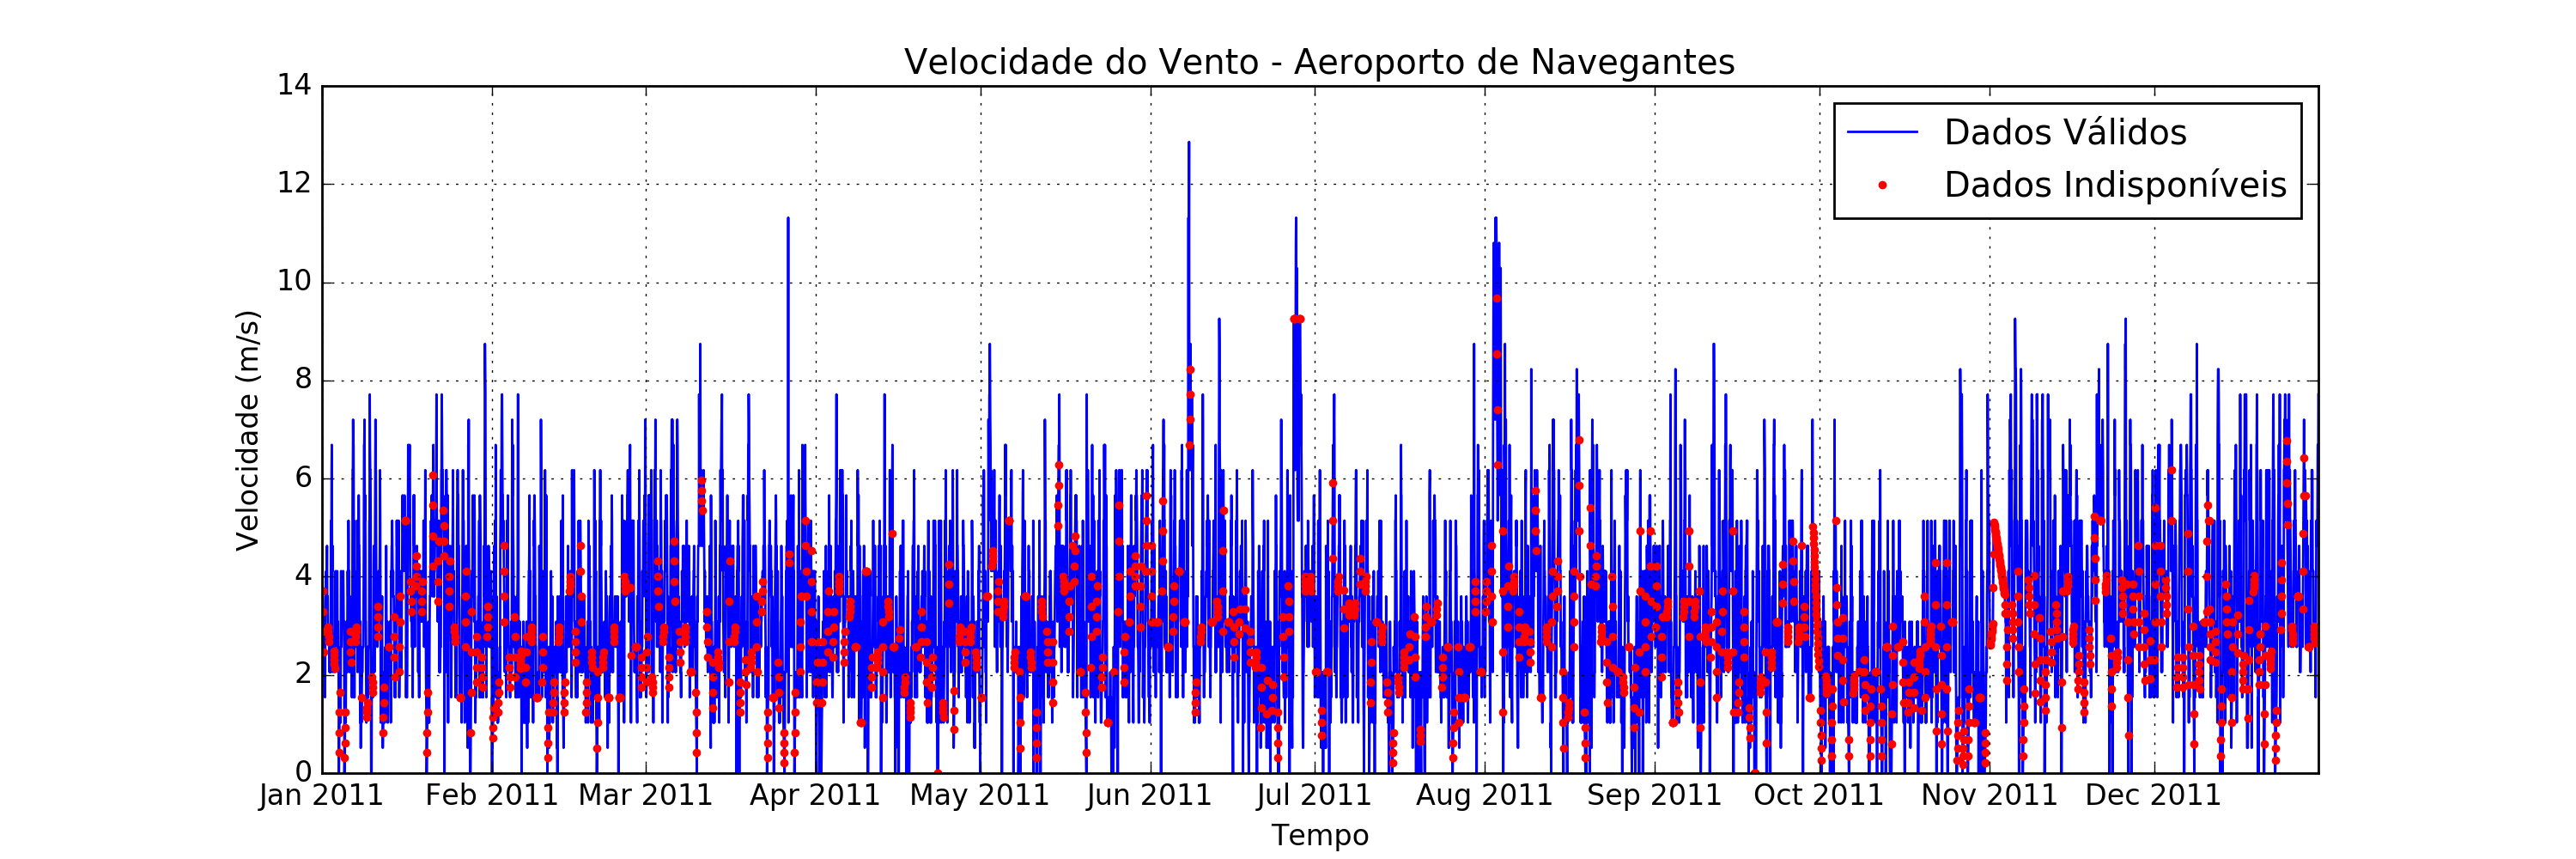 Velocidade do Vento - Aeroporto de Navegantes
14
12
10
8
6
4
2
0
Velocidade (m/s)
Dados Válidos
Dados Indisponíveis
Jan 2011 Feb 2011 Mar 2011 Apr 2011 May 2011 Jun 2011 Jul 2011 Aug 2011 Sep 2011 Oct 2011 Nov 2011 Dec 2011
Tempo